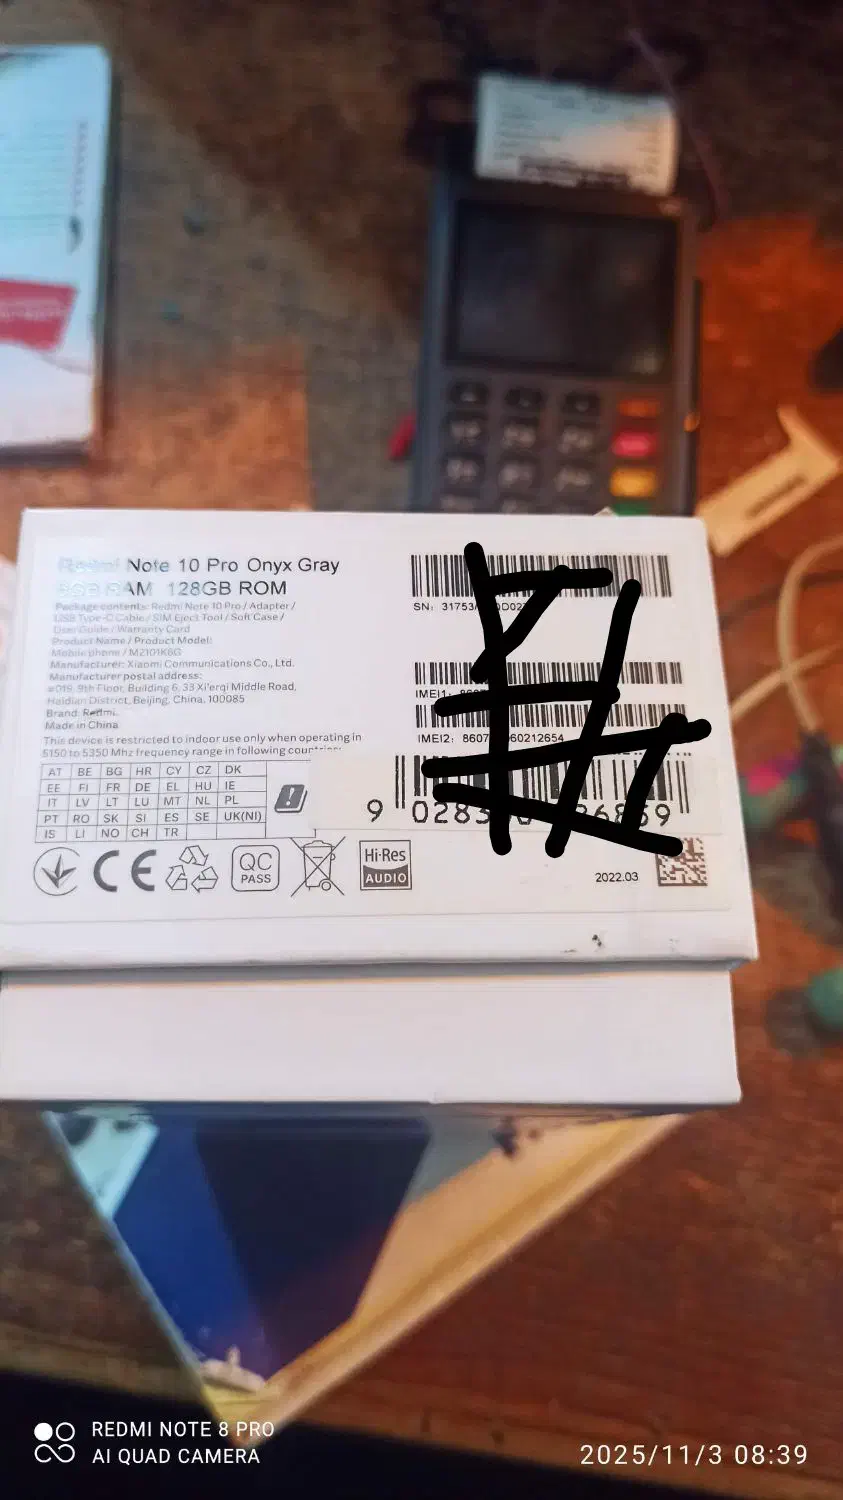 Redmi Note 10 Pro Onyx Gray
RAM 128GB ROM
Package contents: Redmi Note 10 Pro / Adapter /
USB Type-C Cable / SIM Eject Tool / Soft Case /
User Guide / Warranty Card
Product Name / Product Model:
Mobile phone / M2101K6G
Manufacturer: Xiaomi Communications Co., Ltd.
Manufacturer postal address:
#019, 9th Floor, Building 6, 33 Xi'erqi Middle Road,
Haidian District, Beijing, China, 100085
Brand: Redmi
Made in China
This device is restricted to indoor use only when operating in
5150 to 5350 Mhz frequency range in following countries:
AT BE BG HR CY CZ DK
EE FI FR DE EL HU IE
IT LV LT LU MT NL PL
PT RO SK SI ES SE UK(NI)
IS LI NO CH TR
SN:
IMEI1:
IMEI2:
9
CE
QC
PASS
Hi-Res
AUDIO
2022.03
REDMI NOTE 8 PRO
AI QUAD CAMERA
2025/11/3 08:39